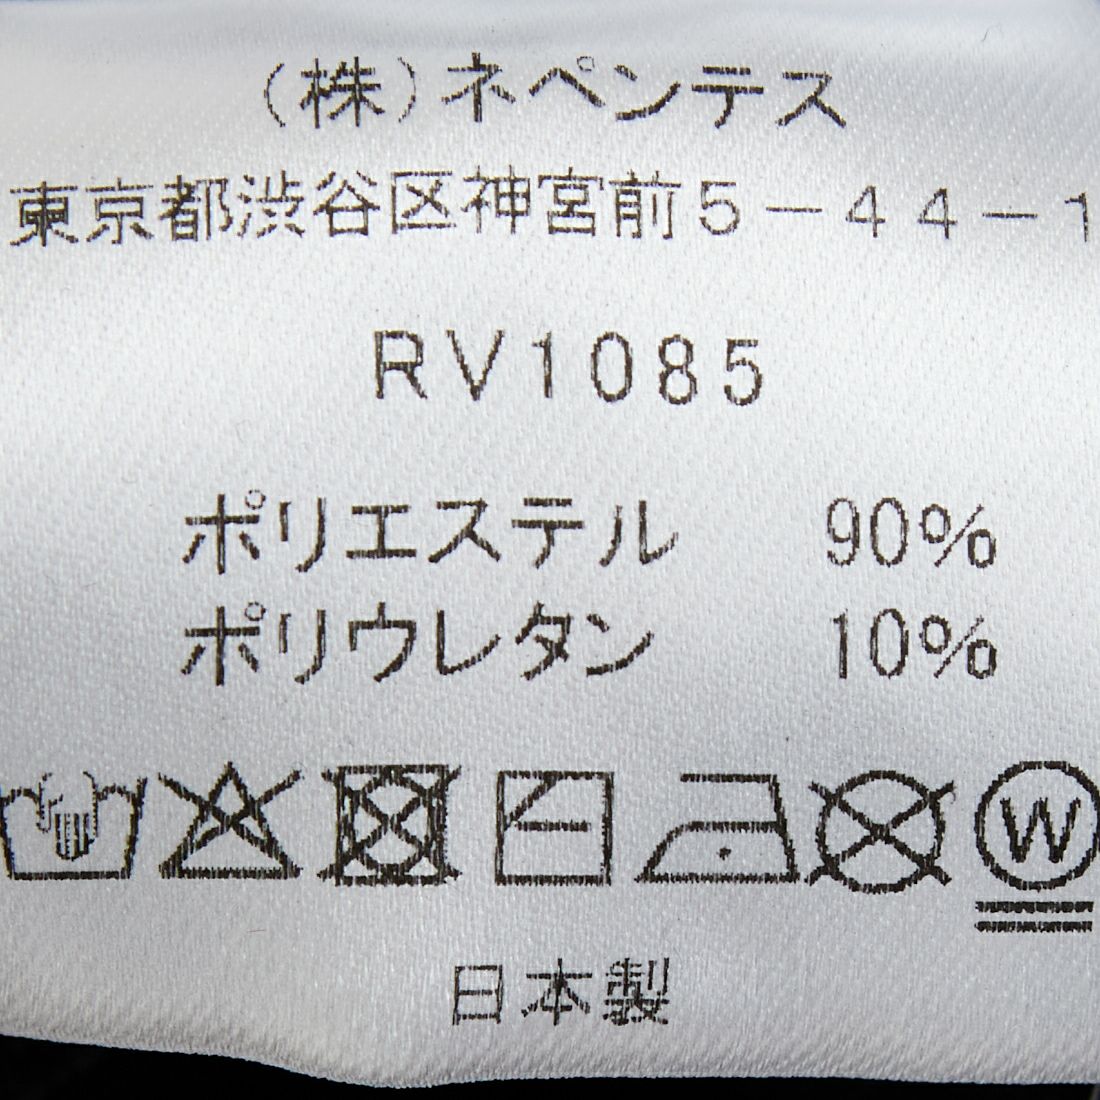 （株）ネペンテス
東京都渋谷区神宮前５−４４−１
RV1085
ポリエステル 90%
ポリウレタン 10%
W
日本製